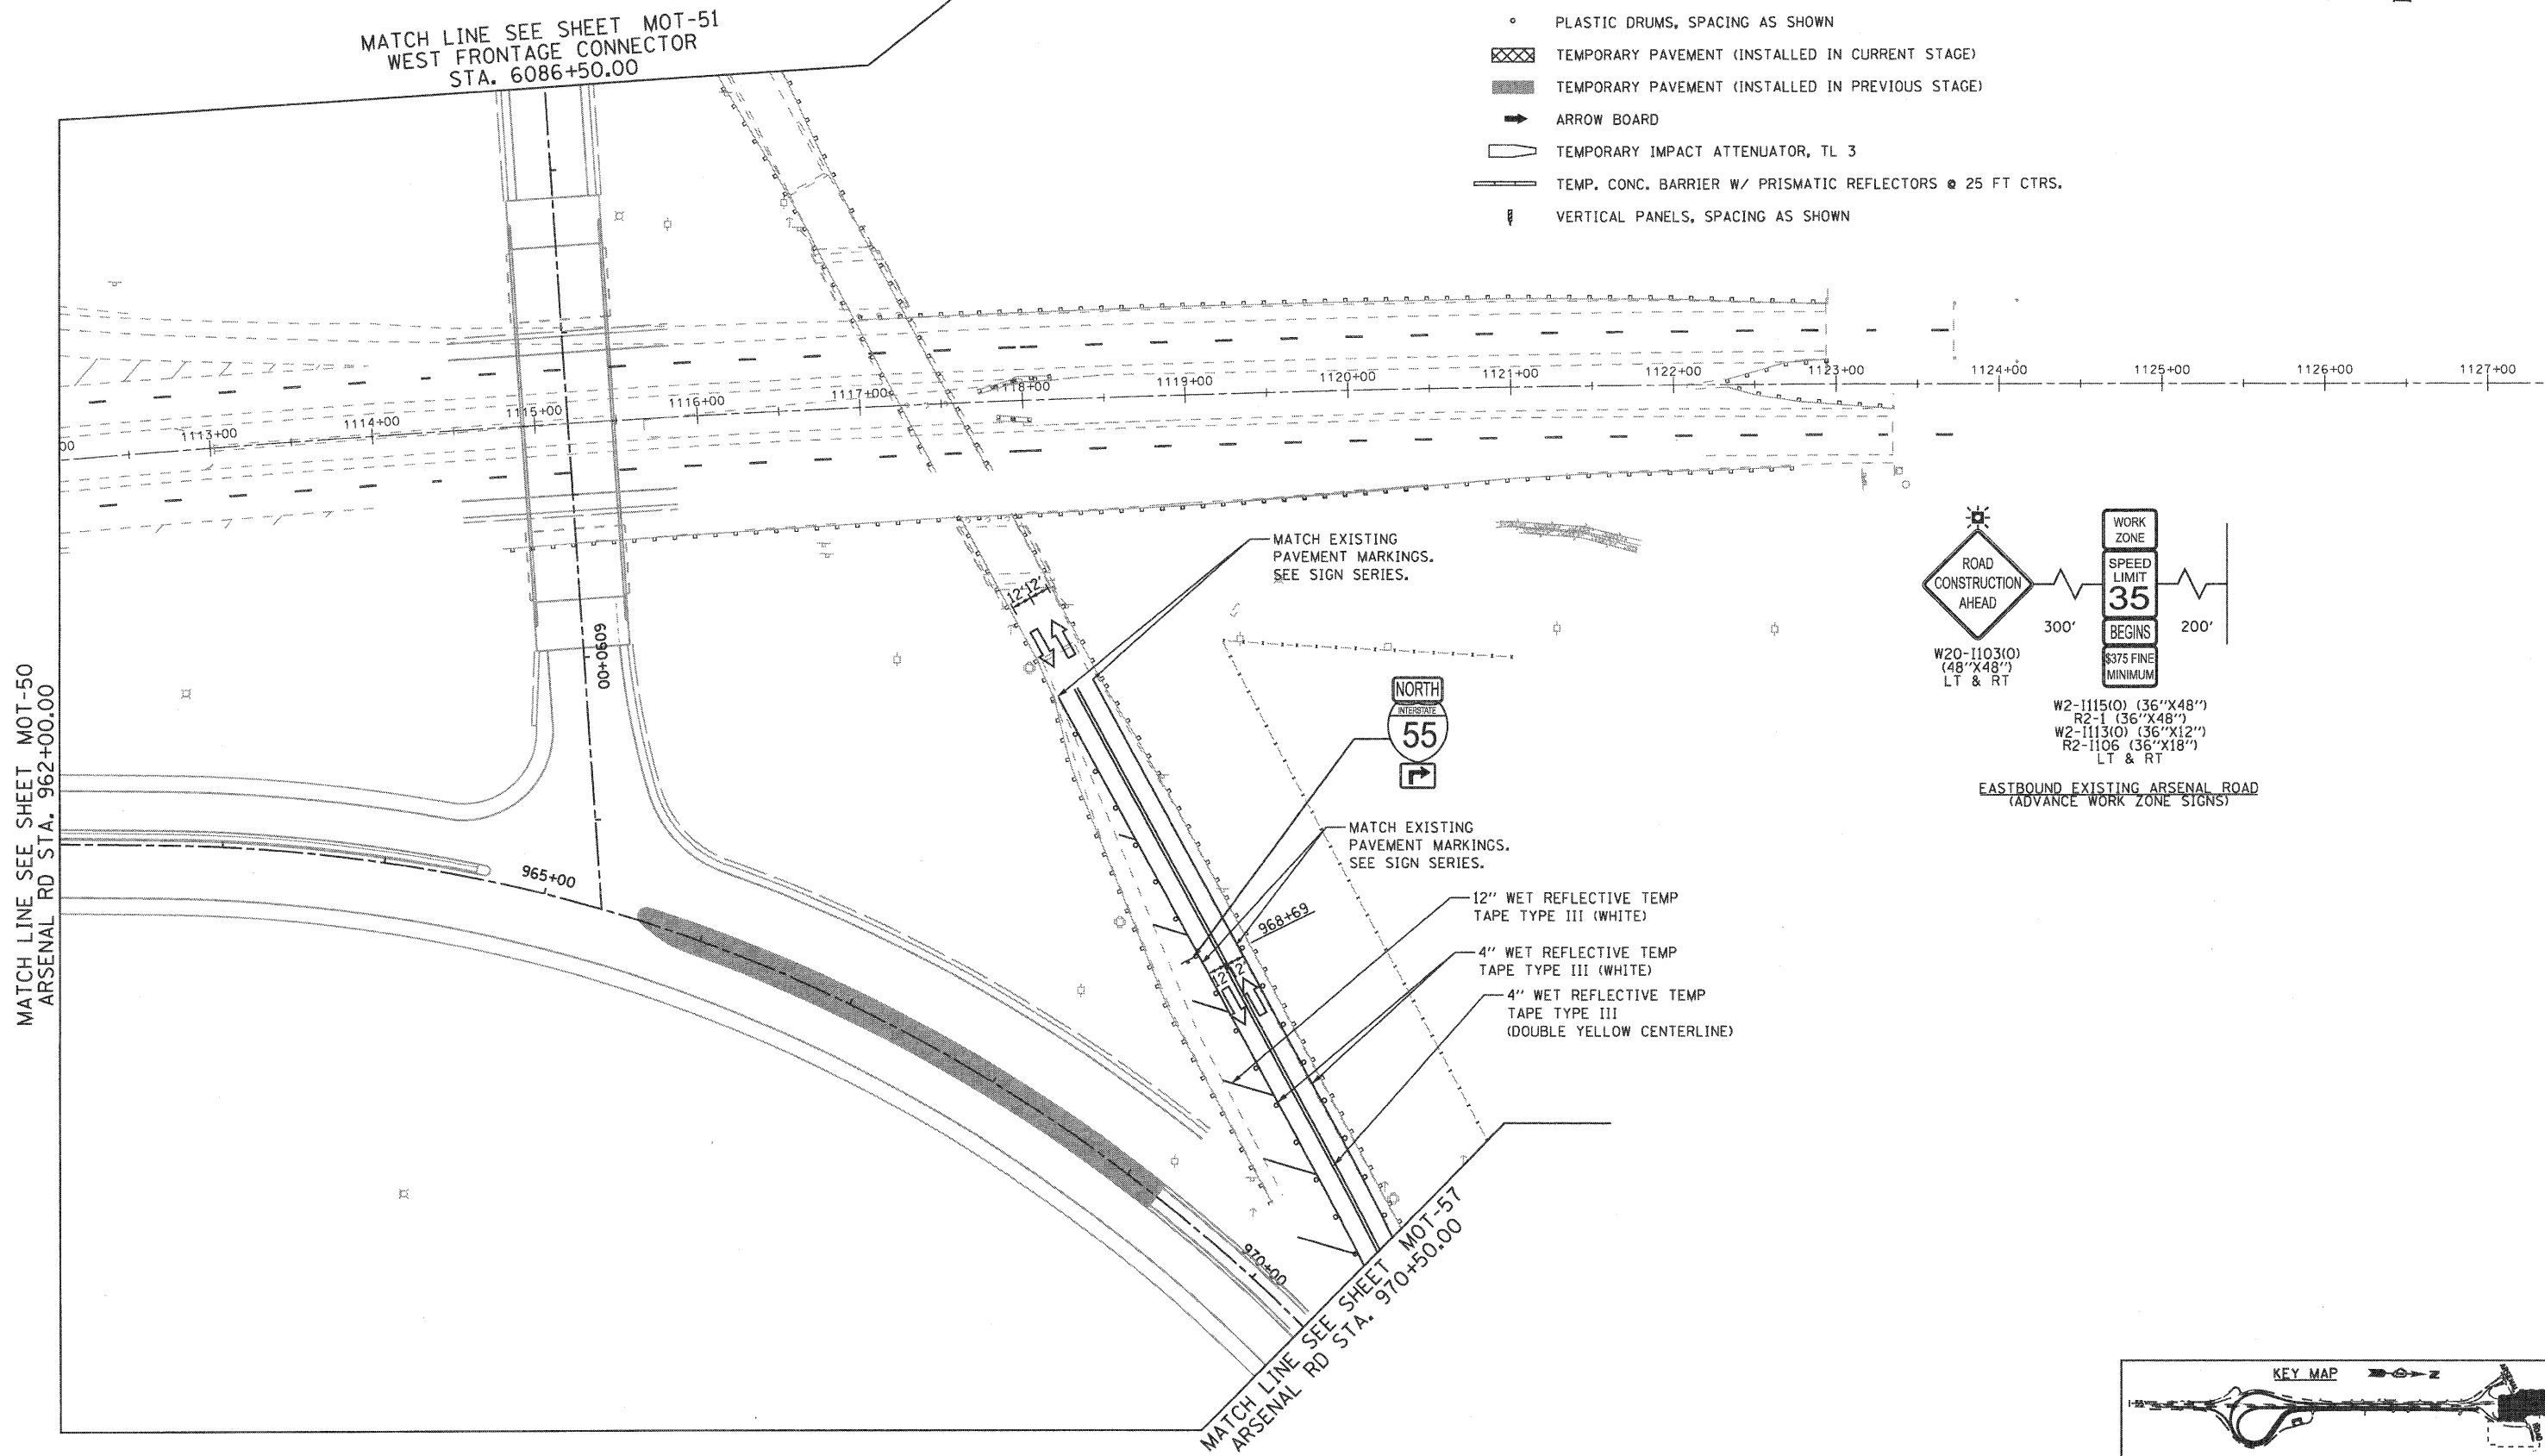 MATCH LINE SEE SHEET MOT-51
WEST FRONTAGE CONNECTOR
STA. 6086+50.00
PLASTIC DRUMS, SPACING AS SHOWN
TEMPORARY PAVEMENT (INSTALLED IN CURRENT STAGE)
TEMPORARY PAVEMENT (INSTALLED IN PREVIOUS STAGE)
ARROW BOARD
TEMPORARY IMPACT ATTENUATOR, TL 3
TEMP. CONC. BARRIER W/ PRISMATIC REFLECTORS @ 25 FT CTRS.
VERTICAL PANELS, SPACING AS SHOWN
00
1113+00
1114+00
1115+00
1116+00
1117+00
1118+00
1119+00
1120+00
1121+00
1122+00
1123+00
1124+00
1125+00
1126+00
1127+00
MATCH EXISTING
PAVEMENT MARKINGS.
SEE SIGN SERIES.
12'
12'
6090+00
NORTH
INTERSTATE
55
MATCH EXISTING
PAVEMENT MARKINGS.
SEE SIGN SERIES.
12" WET REFLECTIVE TEMP
TAPE TYPE III (WHITE)
968+69
4" WET REFLECTIVE TEMP
TAPE TYPE III (WHITE)
12'
12'
4" WET REFLECTIVE TEMP
TAPE TYPE III
(DOUBLE YELLOW CENTERLINE)
965+00
970+00
MATCH LINE SEE SHEET MOT-50
ARSENAL RD STA. 962+00.00
MATCH LINE SEE SHEET MOT-57
ARSENAL RD STA. 970+50.00
ROAD
CONSTRUCTION
AHEAD
300'
W20-I103(O)
(48"X48")
LT & RT
WORK
ZONE
SPEED
LIMIT
35
BEGINS
$375 FINE
MINIMUM
200'
W2-I115(O) (36"X48")
R2-1 (36"X48")
W2-I113(O) (36"X12")
R2-I106 (36"X18")
LT & RT
EASTBOUND EXISTING ARSENAL ROAD
(ADVANCE WORK ZONE SIGNS)
KEY MAP
N